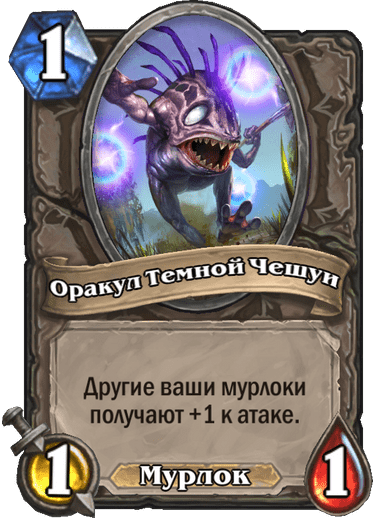 1
Оракул Темной Чешуи
Другие ваши мурлоки
получают +1 к атаке.
1
Мурлок
1